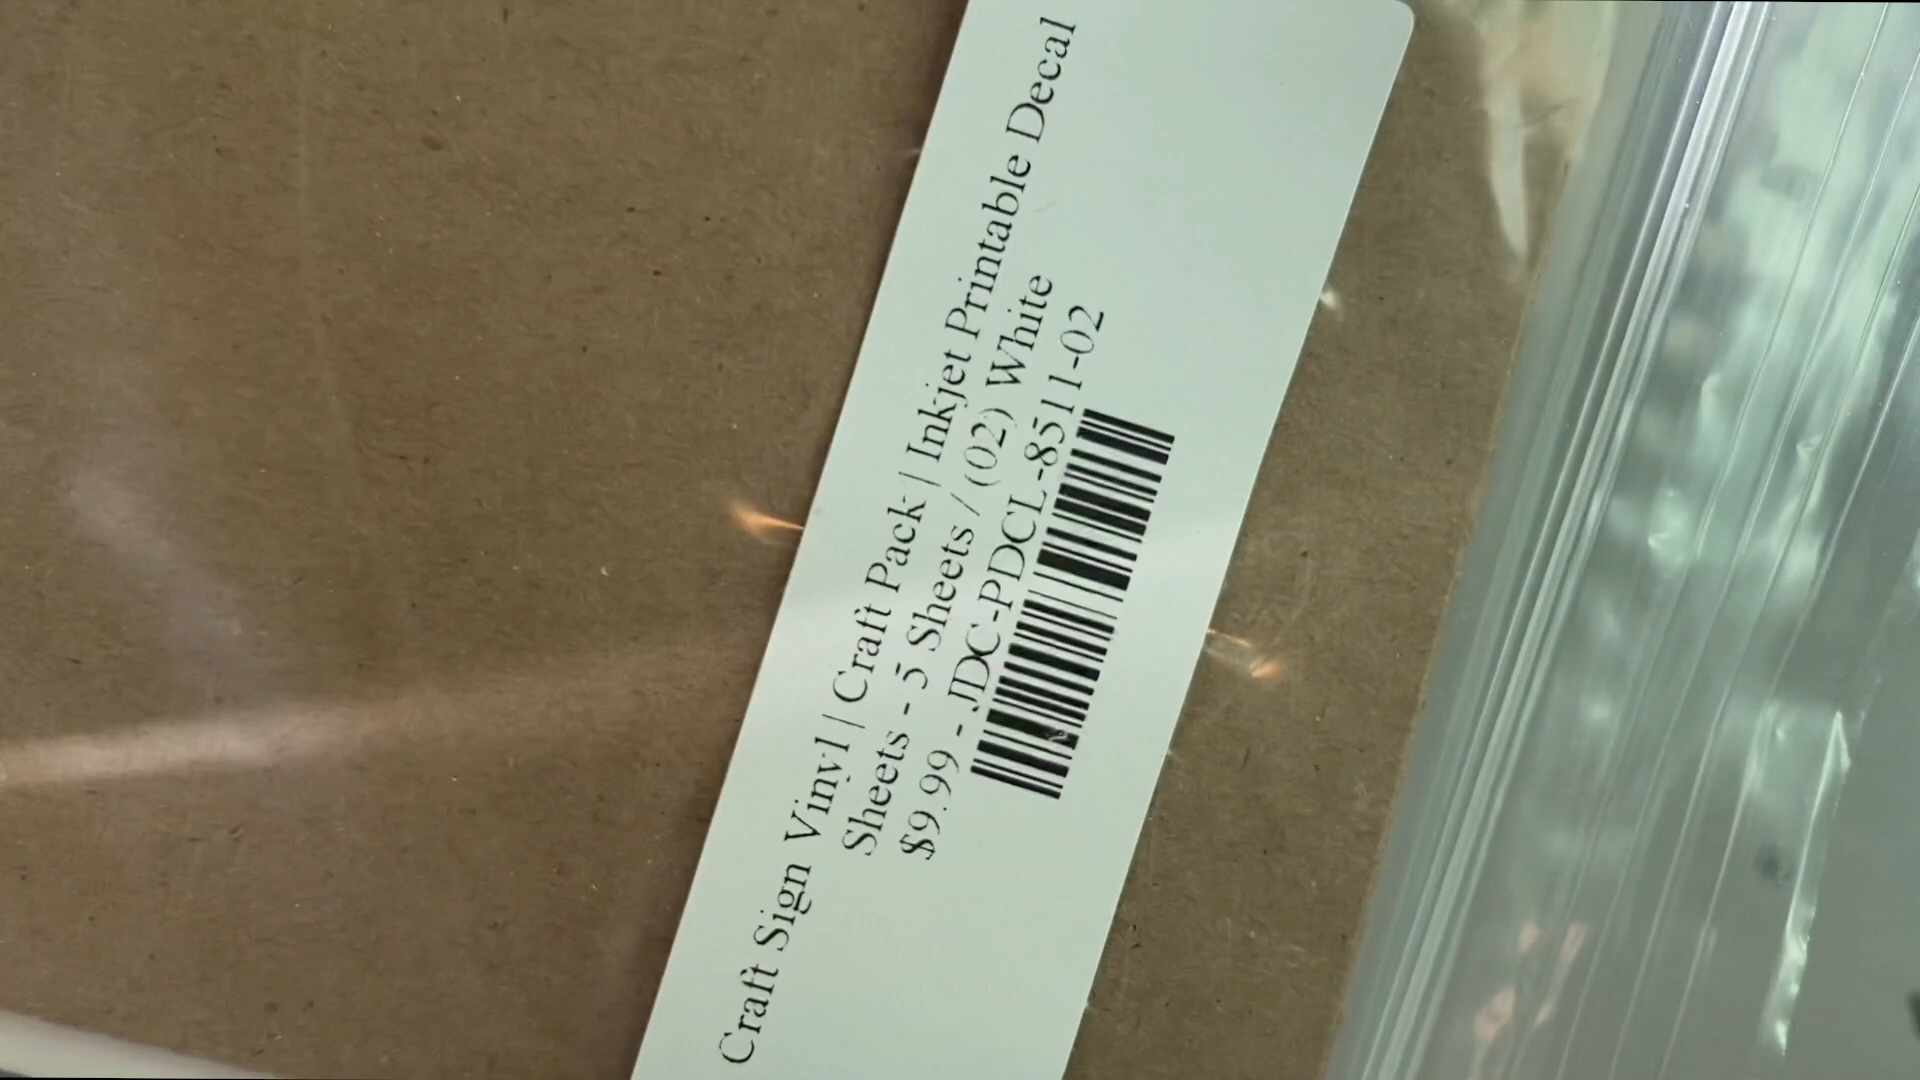 Craft Sign Vinyl | Craft Pack | Inkjet Printable Decal
Sheets - 5 Sheets / (02) White
$9.99 - JDC-PDCL-8511-02